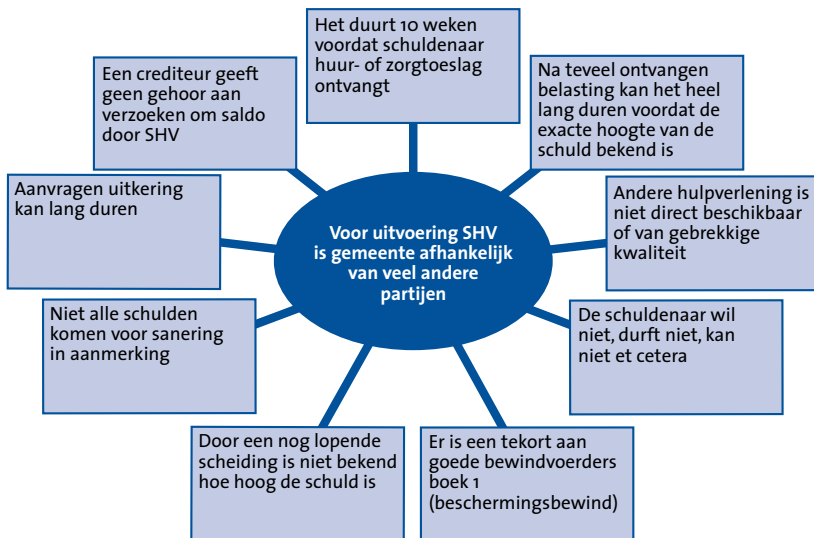 Het duurt 10 weken
voordat schuldenaar
huur- of zorgtoeslag
ontvangt
Een crediteur geeft
geen gehoor aan
verzoeken om saldo
door SHV
Na teveel ontvangen
belasting kan het heel
lang duren voordat de
exacte hoogte van de
schuld bekend is
Aanvragen uitkering
kan lang duren
Voor uitvoering SHV
is gemeente afhankelijk
van veel andere
partijen
Andere hulpverlening is
niet direct beschikbaar
of van gebrekkige
kwaliteit
Niet alle schulden
komen voor sanering
in aanmerking
De schuldenaar wil
niet, durft niet, kan
niet et cetera
Door een nog lopende
scheiding is niet bekend
hoe hoog de schuld is
Er is een tekort aan
goede bewindvoerders
boek 1
(beschermingsbewind)